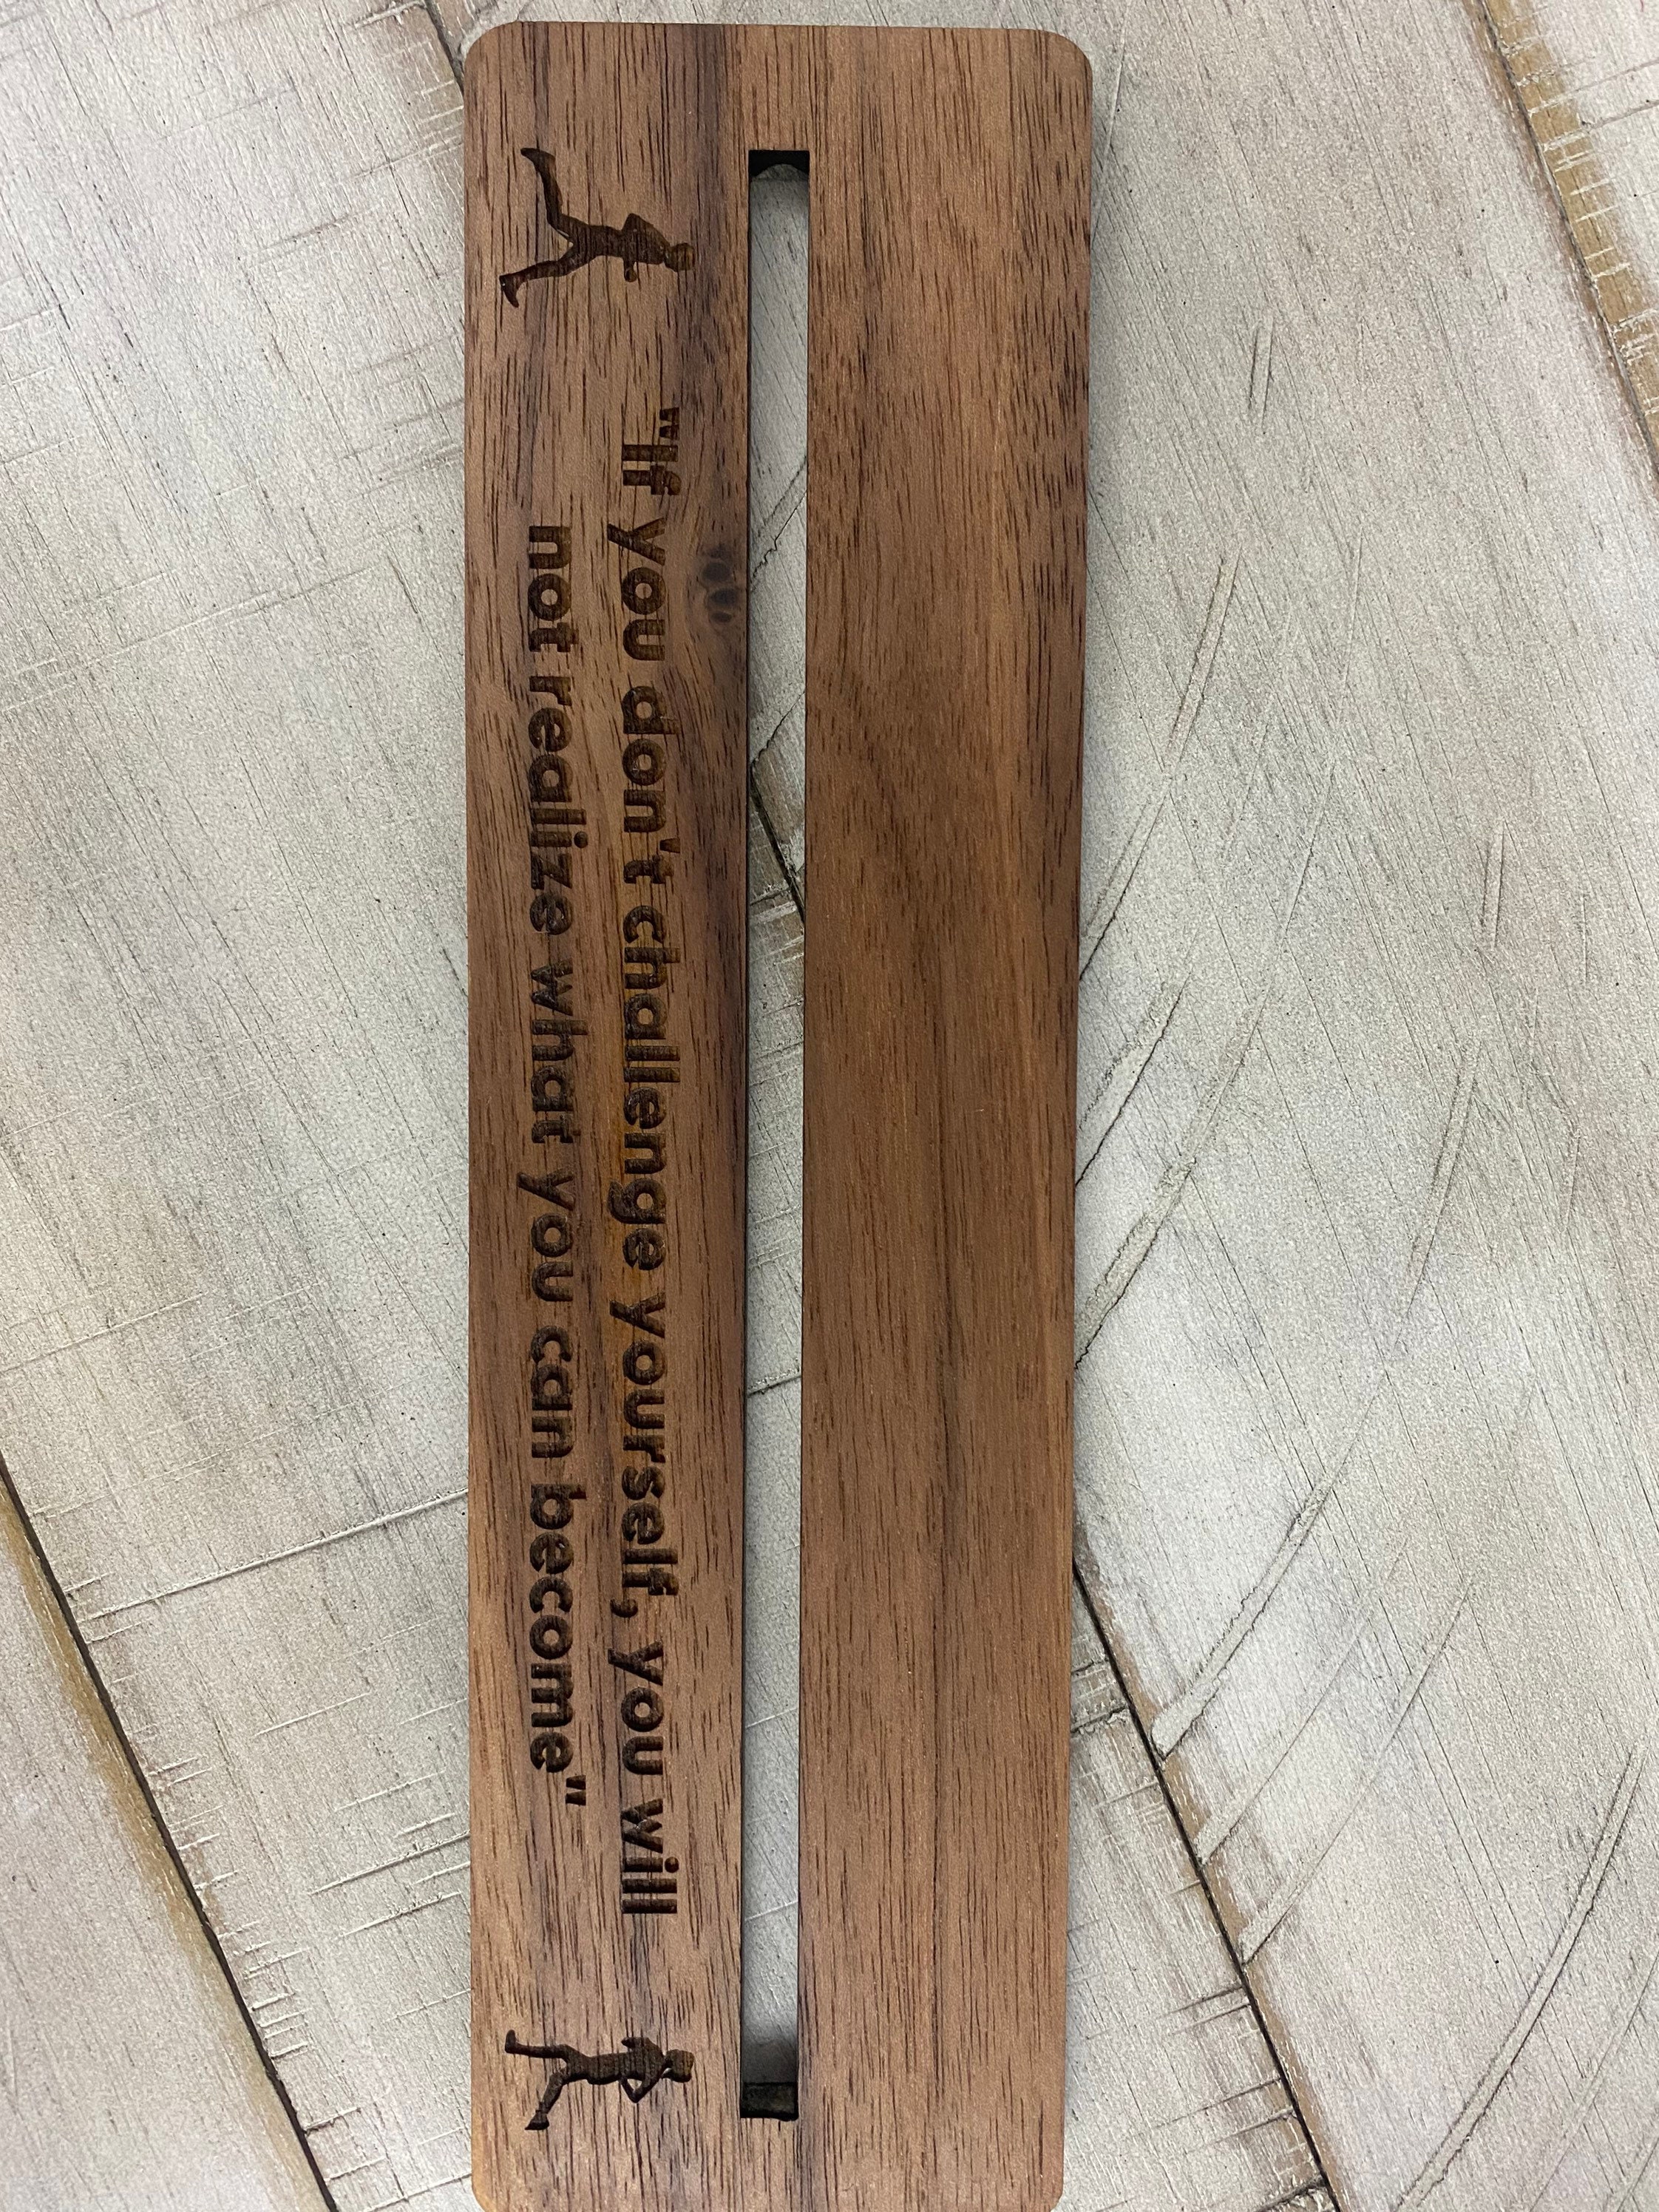 "If you don't challenge yourself, you will
not realize what you can become"